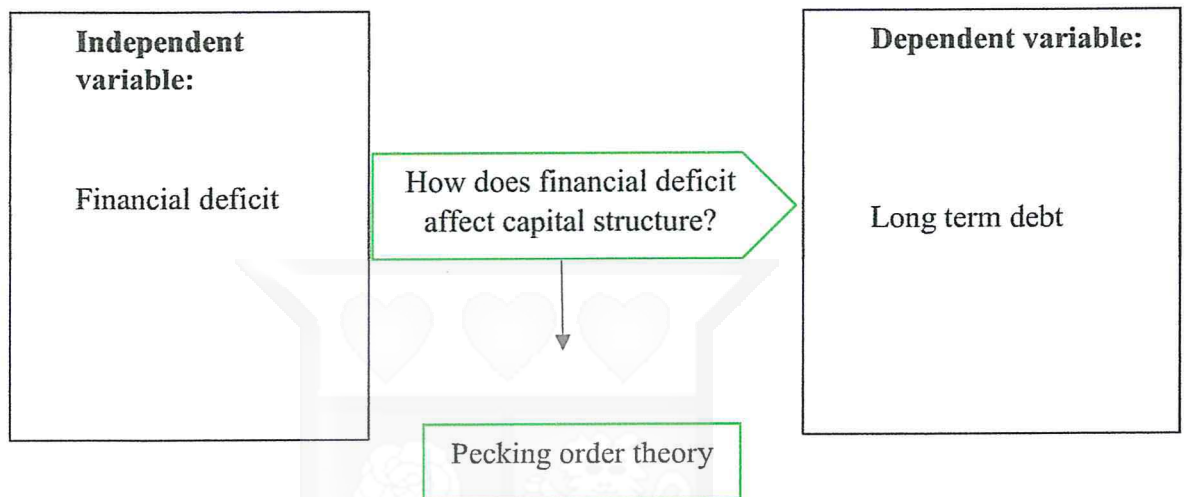 Independent
variable:
Financial deficit
How does financial deficit
affect capital structure?
Pecking order theory
Dependent variable:
Long term debt